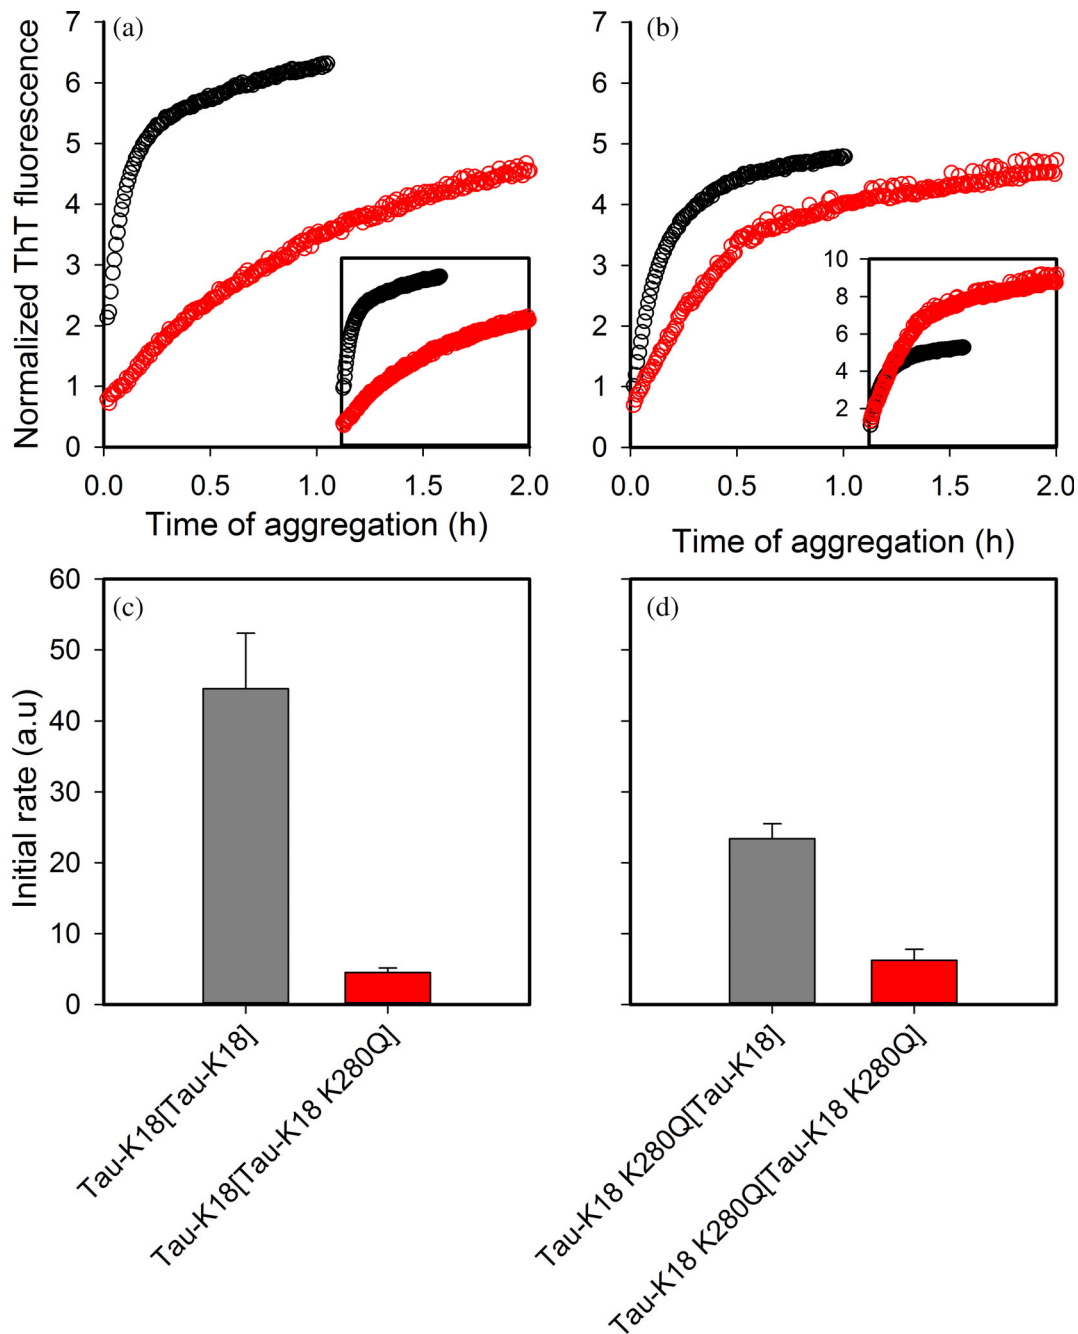 (a)
(b)
Normalized ThT fluorescence
7
6
5
4
3
2
1
0
0.0 0.5 1.0 1.5 2.0
Time of aggregation (h)
7
6
5
4
3
2
1
0
10
8
6
4
2
0.0 0.5 1.0 1.5 2.0
Time of aggregation (h)
(c)
(d)
Initial rate (a.u)
60
50
40
30
20
10
0
Tau-K18[Tau-K18]
Tau-K18[Tau-K18 K280Q]
Tau-K18 K280Q[Tau-K18]
Tau-K18 K280Q[Tau-K18 K280Q]